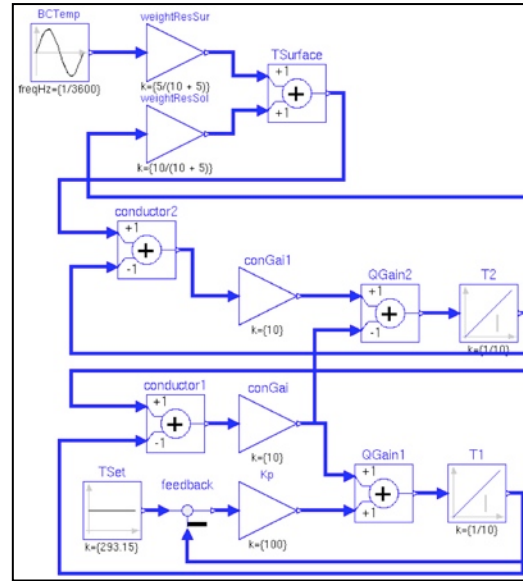 BCTemp
weightResSur
freqHz={1/3600}
+1
+1
TSurface
k={5/(10 + 5)}
weightResSol
k={10/(10 + 5)}
conductor2
+1
-1
conGai1
k={10}
QGain2
+1
-1
T2
k={1/10}
conductor1
+1
-1
conGai
k={10}
QGain1
+1
+1
T1
k={1/10}
TSet
k={293.15}
feedback
Kp
k={100}